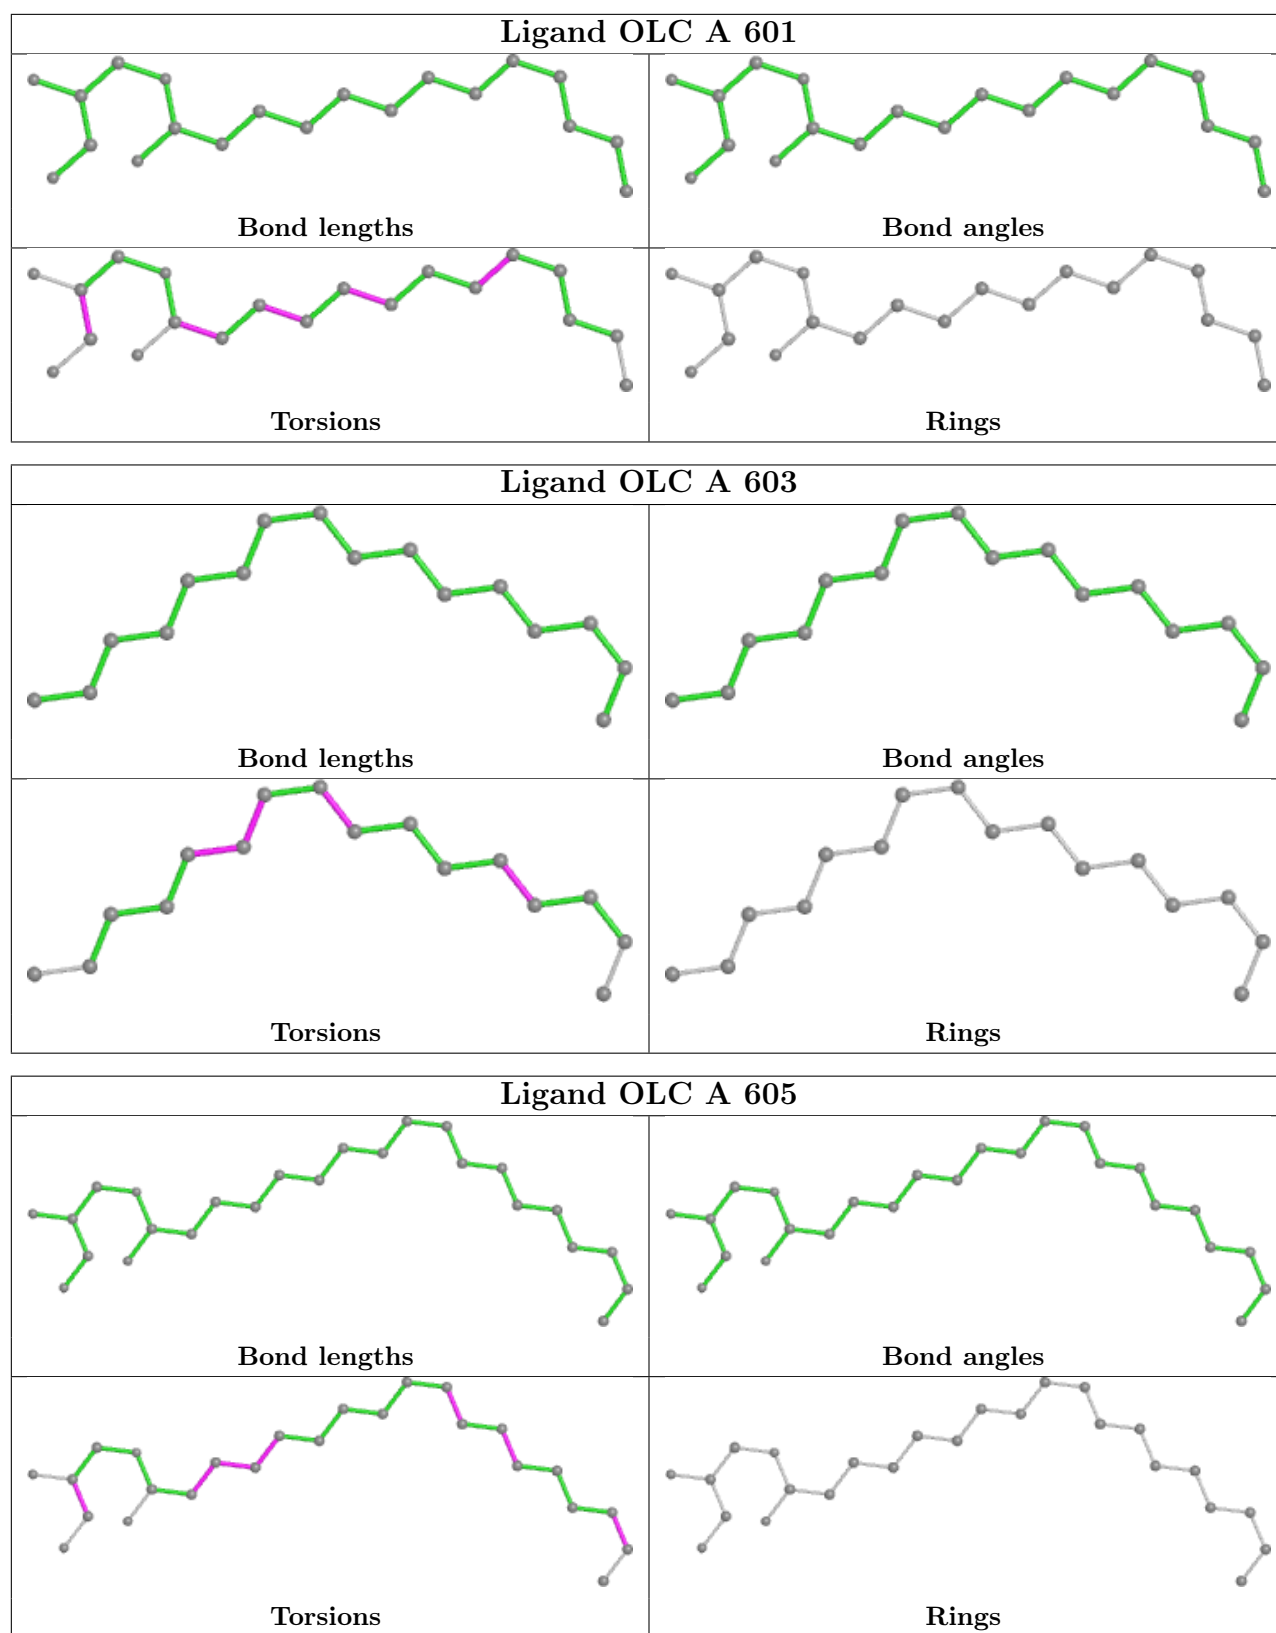 Ligand OLC A 601
Bond lengths
Bond angles
Torsions
Rings
Ligand OLC A 603
Bond lengths
Bond angles
Torsions
Rings
Ligand OLC A 605
Bond lengths
Bond angles
Torsions
Rings